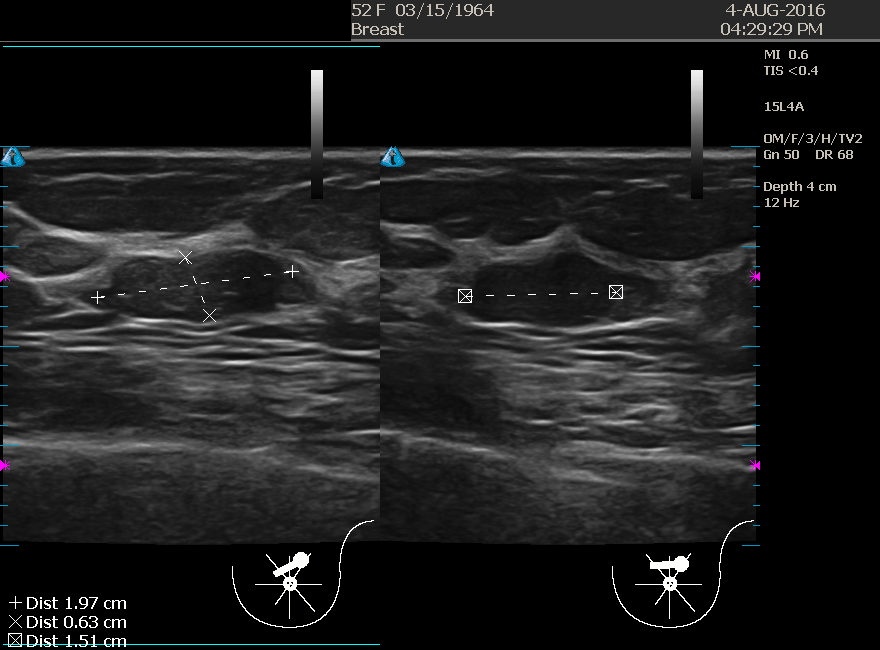 52 F 03/15/1964 4-AUG-2016
Breast 04:29:29 PM
MI 0.6
TIS <0.4
15L4A
OM/F/3/H/TV2
Gn 50 DR 68
Depth 4 cm
12 Hz
Dist 1.97 cm
Dist 0.63 cm
Dist 1.51 cm